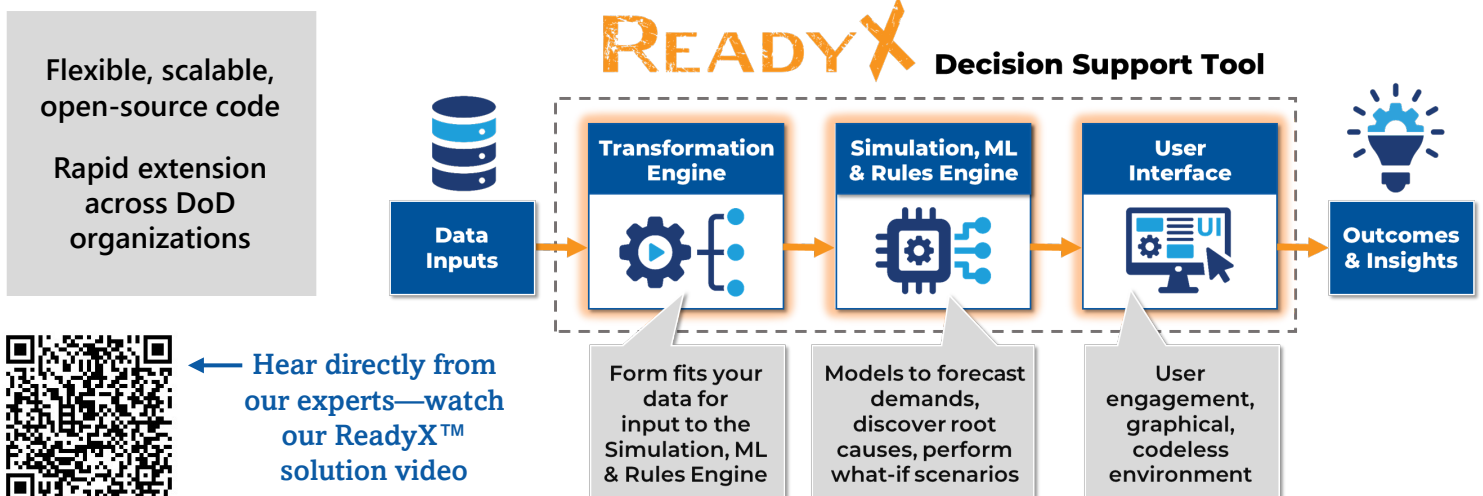 Flexible, scalable,
open-source code
Rapid extension
across DoD
organizations
READYX Decision Support Tool
Data
Inputs
Transformation
Engine
Simulation, ML
& Rules Engine
User
Interface
UI
Outcomes
& Insights
Form fits your
data for
input to the
Simulation, ML
& Rules Engine
Models to forecast
demands,
discover root
causes, perform
what-if scenarios
User
engagement,
graphical,
codeless
environment
Hear directly from
our experts—watch
our ReadyX™
solution video